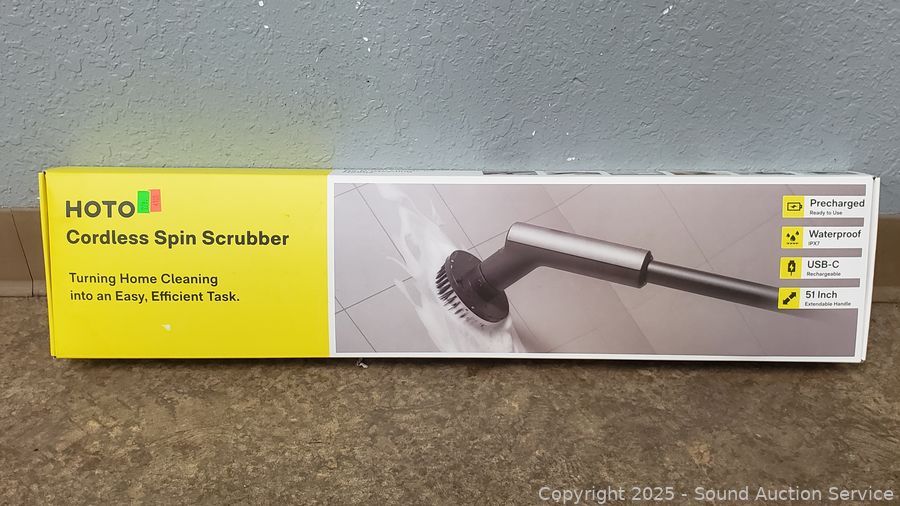 HOTO
Cordless Spin Scrubber
Turning Home Cleaning
into an Easy, Efficient Task.
Precharged
Ready to Use
Waterproof
IPX7
USB-C
Rechargeable
51 Inch
Extendable Handle
Copyright 2025 - Sound Auction Service